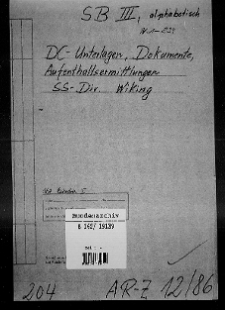 SB III, alphabetisch
DC-Unterlagen, Dokumente,
Aufenthaltsermittlungen
SS-Div. Wiking
Bundesarchiv
B 162/ 19139
204 AR-Z 12/86